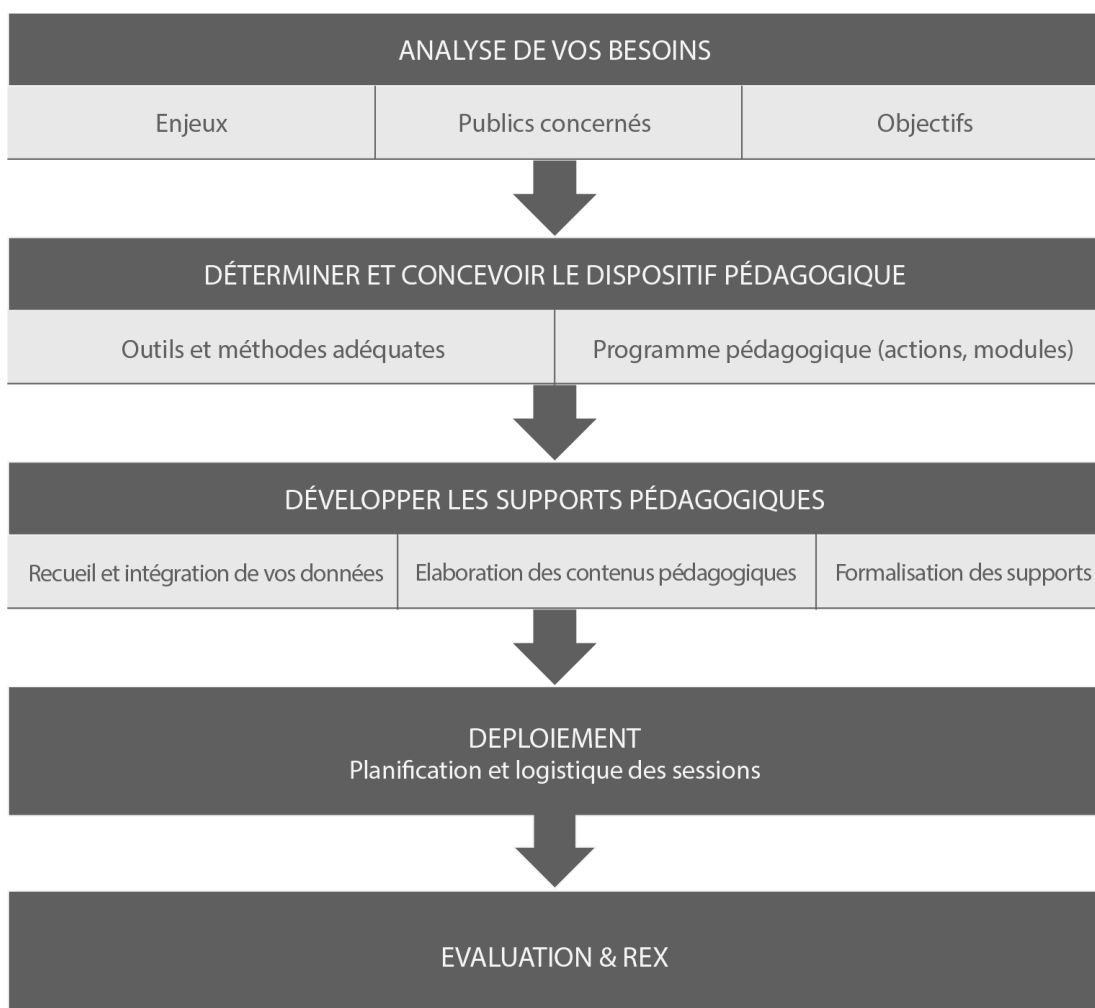 ANALYSE DE VOS BESOINS
Enjeux
Publics concernés
Objectifs
DÉTERMINER ET CONCEVOIR LE DISPOSITIF PÉDAGOGIQUE
Outils et méthodes adéquates
Programme pédagogique (actions, modules)
DÉVELOPPER LES SUPPORTS PÉDAGOGIQUES
Recueil et intégration de vos données
Elaboration des contenus pédagogiques
Formalisation des supports
DEPLOIEMENT
Planification et logistique des sessions
EVALUATION & REX